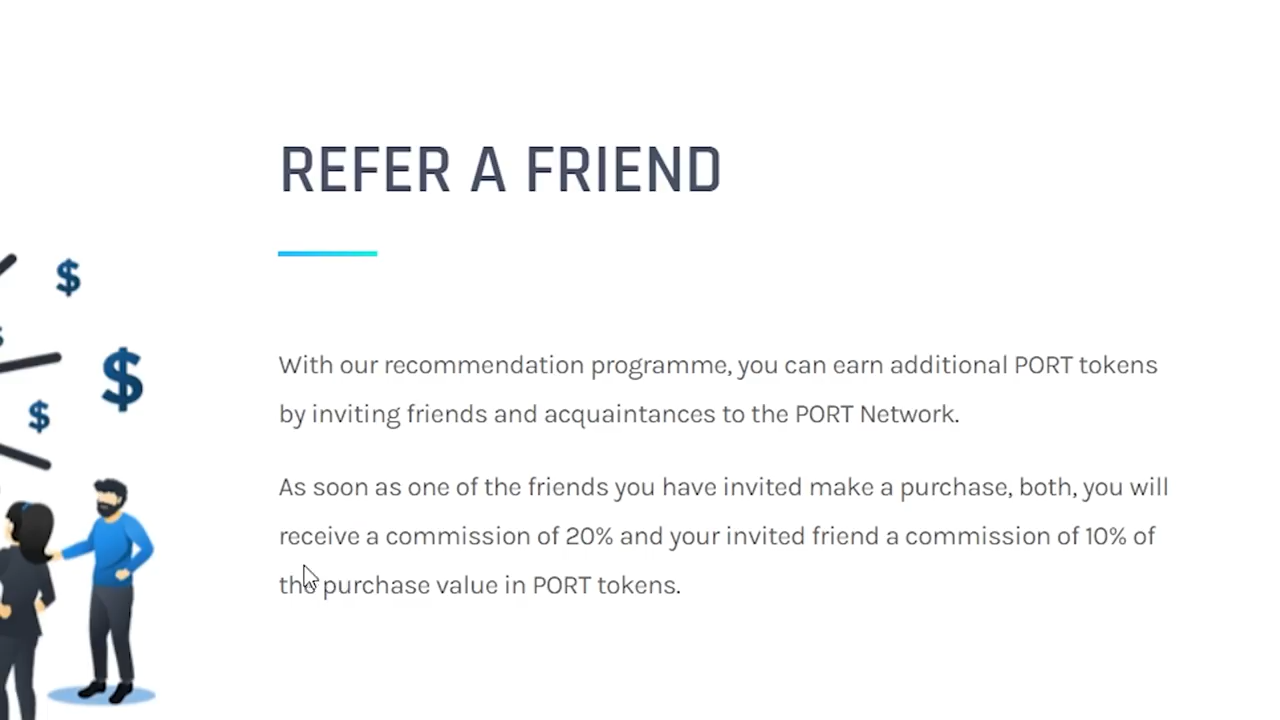 REFER A FRIEND
$
$
$
With our recommendation programme, you can earn additional PORT tokens
by inviting friends and acquaintances to the PORT Network.
As soon as one of the friends you have invited make a purchase, both, you will
receive a commission of 20% and your invited friend a commission of 10% of
the purchase value in PORT tokens.